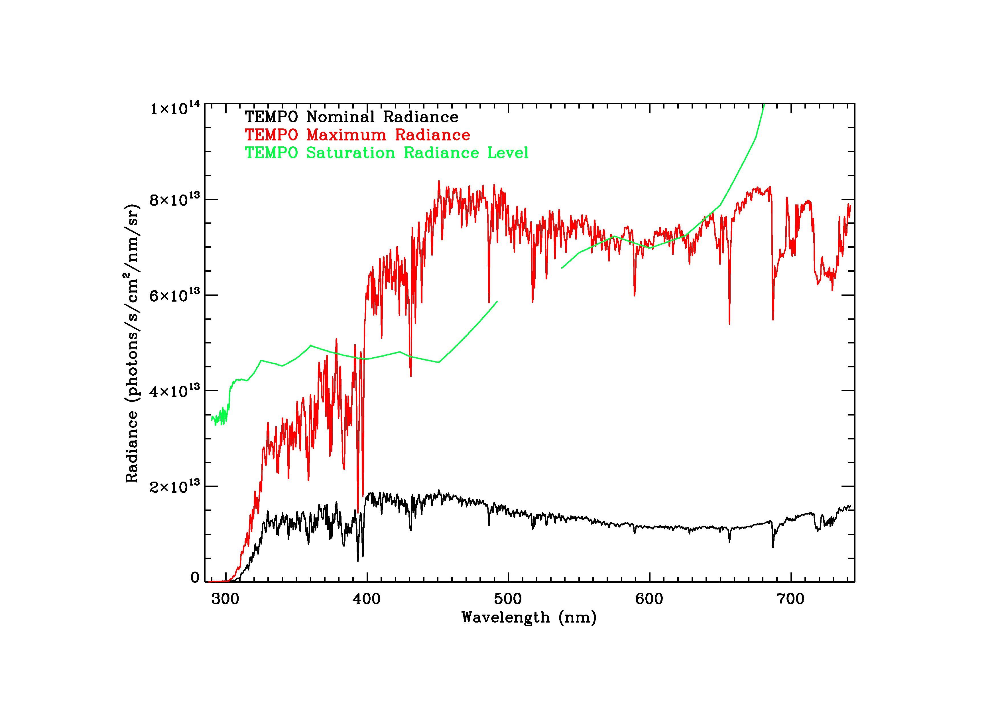 1×10¹⁴
TEMPO Nominal Radiance
TEMPO Maximum Radiance
TEMPO Saturation Radiance Level
8×10¹³
6×10¹³
4×10¹³
2×10¹³
0
Radiance (photons/s/cm²/nm/sr)
300 400 500 600 700
Wavelength (nm)